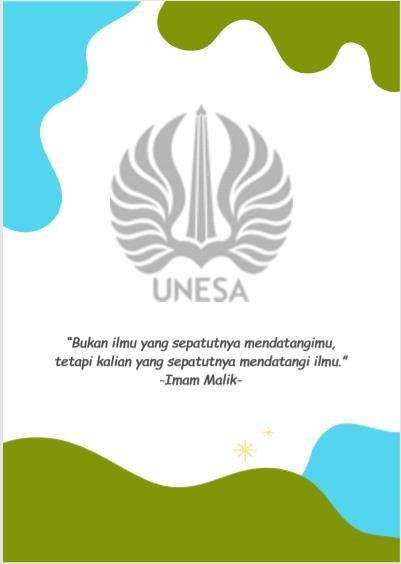 UNESA
"Bukan ilmu yang sepatutnya mendatangimu,
tetapi kalian yang sepatutnya mendatangi ilmu."
-Imam Malik-